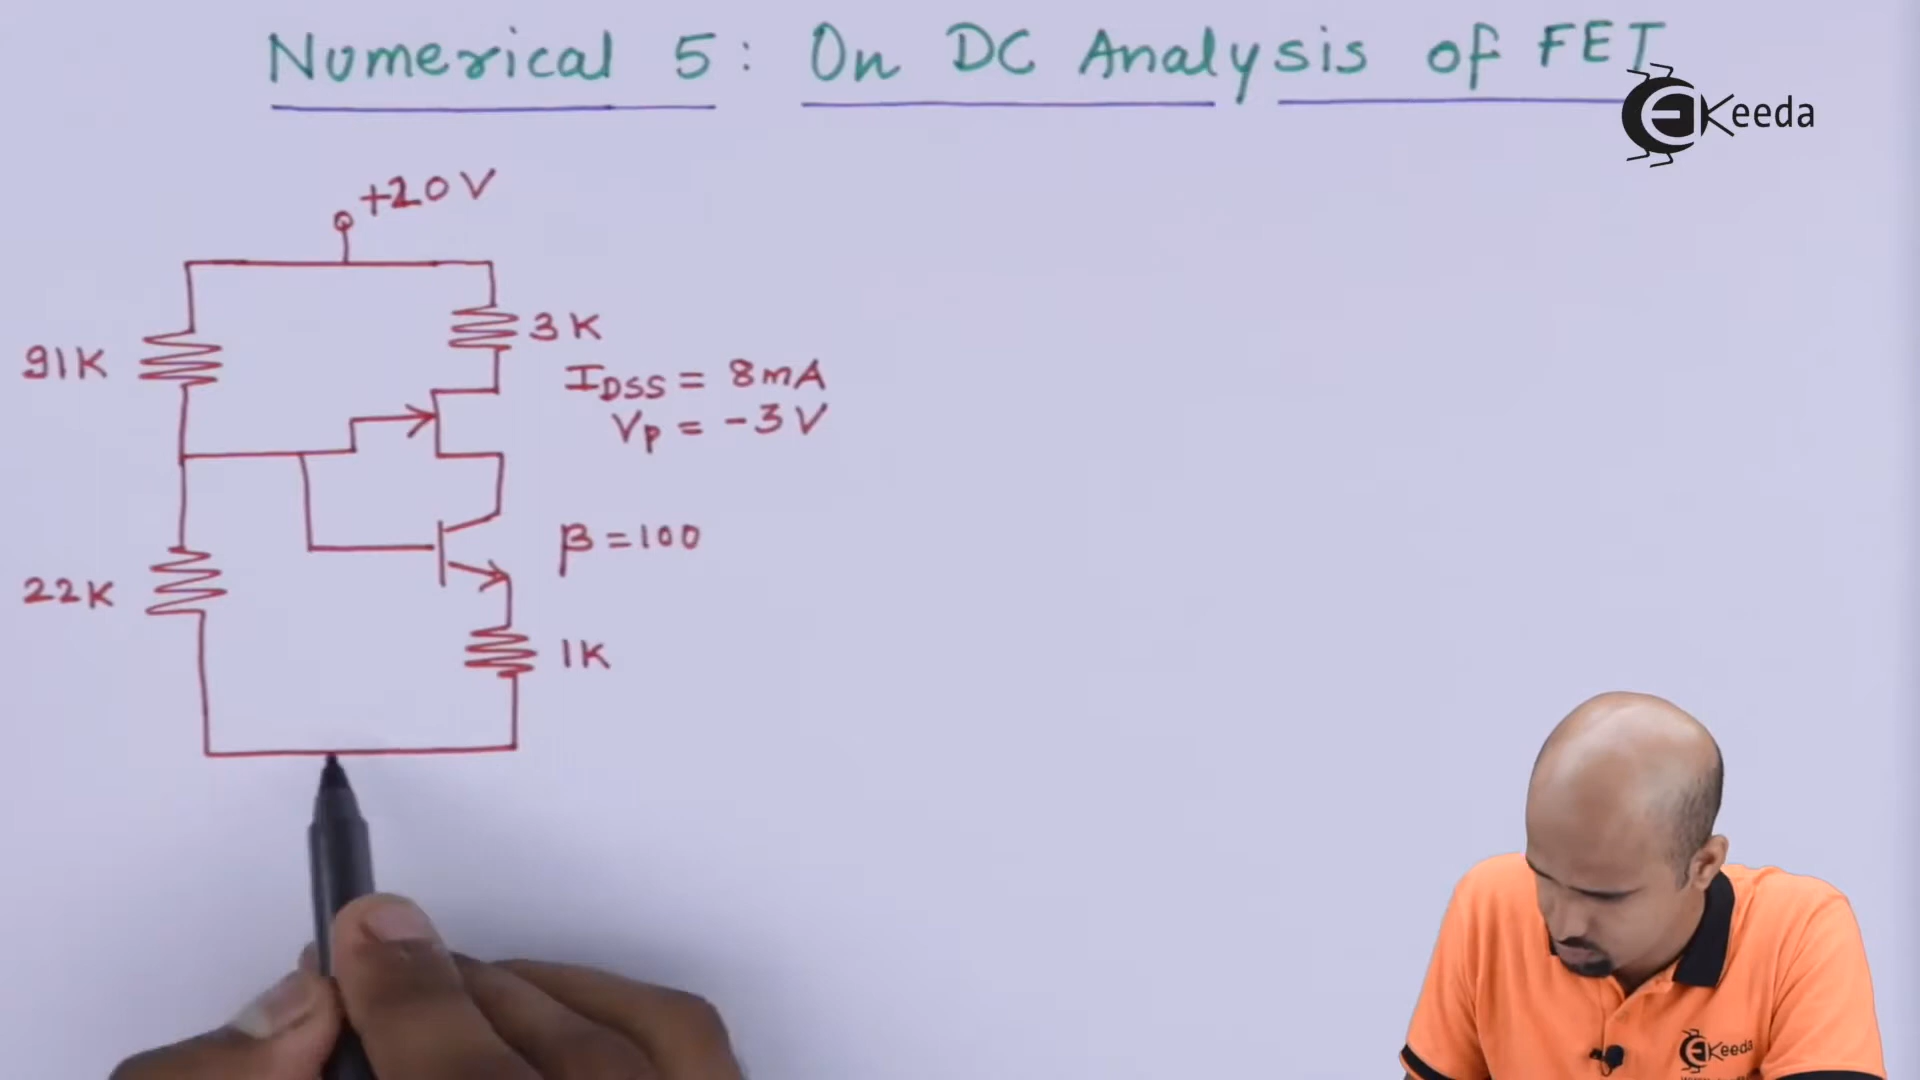 Numerical 5: On DC Analysis of FET
EKeeda
+20V
3K
91K
IDSS = 8mA
Vp = -3V
β=100
22K
1K
EKeeda